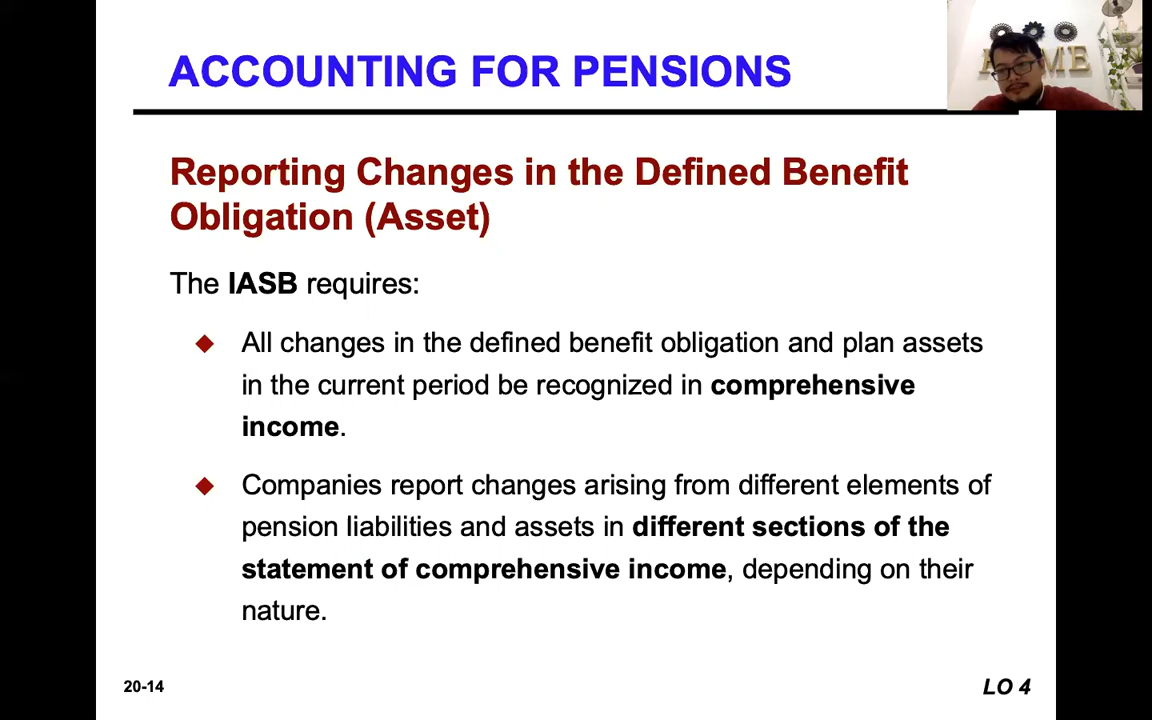 ACCOUNTING FOR PENSIONS
Reporting Changes in the Defined Benefit
Obligation (Asset)
The IASB requires:
All changes in the defined benefit obligation and plan assets
in the current period be recognized in comprehensive
income.
Companies report changes arising from different elements of
pension liabilities and assets in different sections of the
statement of comprehensive income, depending on their
nature.
20-14
LO 4